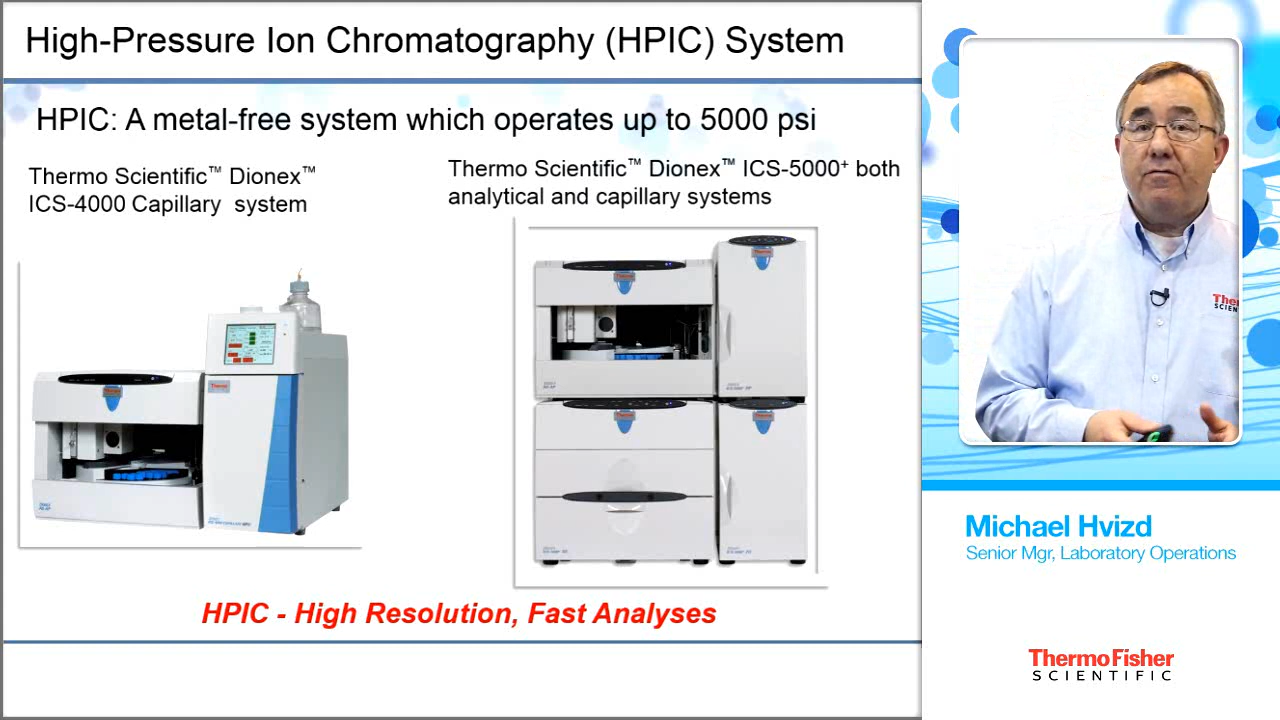 High-Pressure Ion Chromatography (HPIC) System
HPIC: A metal-free system which operates up to 5000 psi
Thermo Scientific™ Dionex™
ICS-4000 Capillary system
Thermo Scientific™ Dionex™ ICS-5000⁺ both
analytical and capillary systems
HPIC - High Resolution, Fast Analyses
Michael Hvizd
Senior Mgr, Laboratory Operations
ThermoFisher
SCIENTIFIC